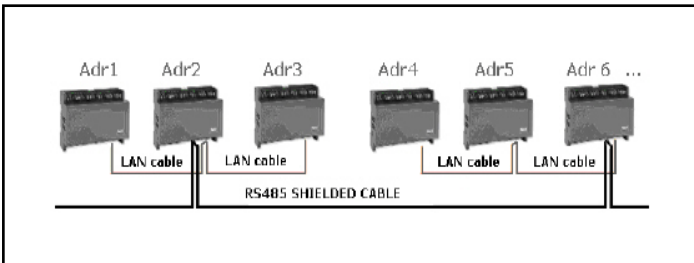 Adr1 Adr2 Adr3 Adr4 Adr5 Adr 6 ...
LAN cable LAN cable LAN cable LAN cable
RS485 SHIELDED CABLE